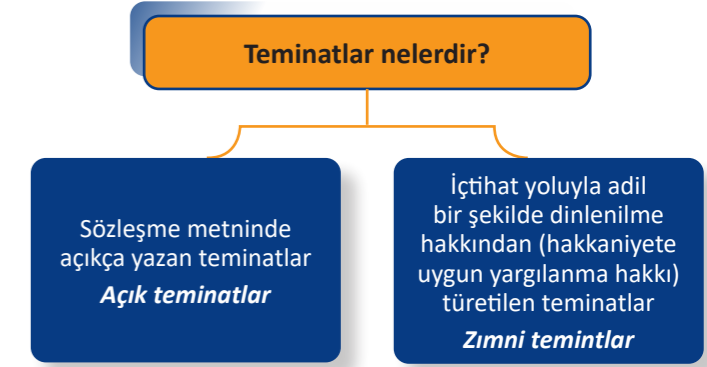 Teminatlar nelerdir?
Sözleşme metninde
açıkça yazan teminatlar
Açık teminatlar
İçtihat yoluyla adil
bir şekilde dinlenilme
hakkından (hakkaniyete
uygun yargılanma hakkı)
türetilen teminatlar
Zımni temintlar